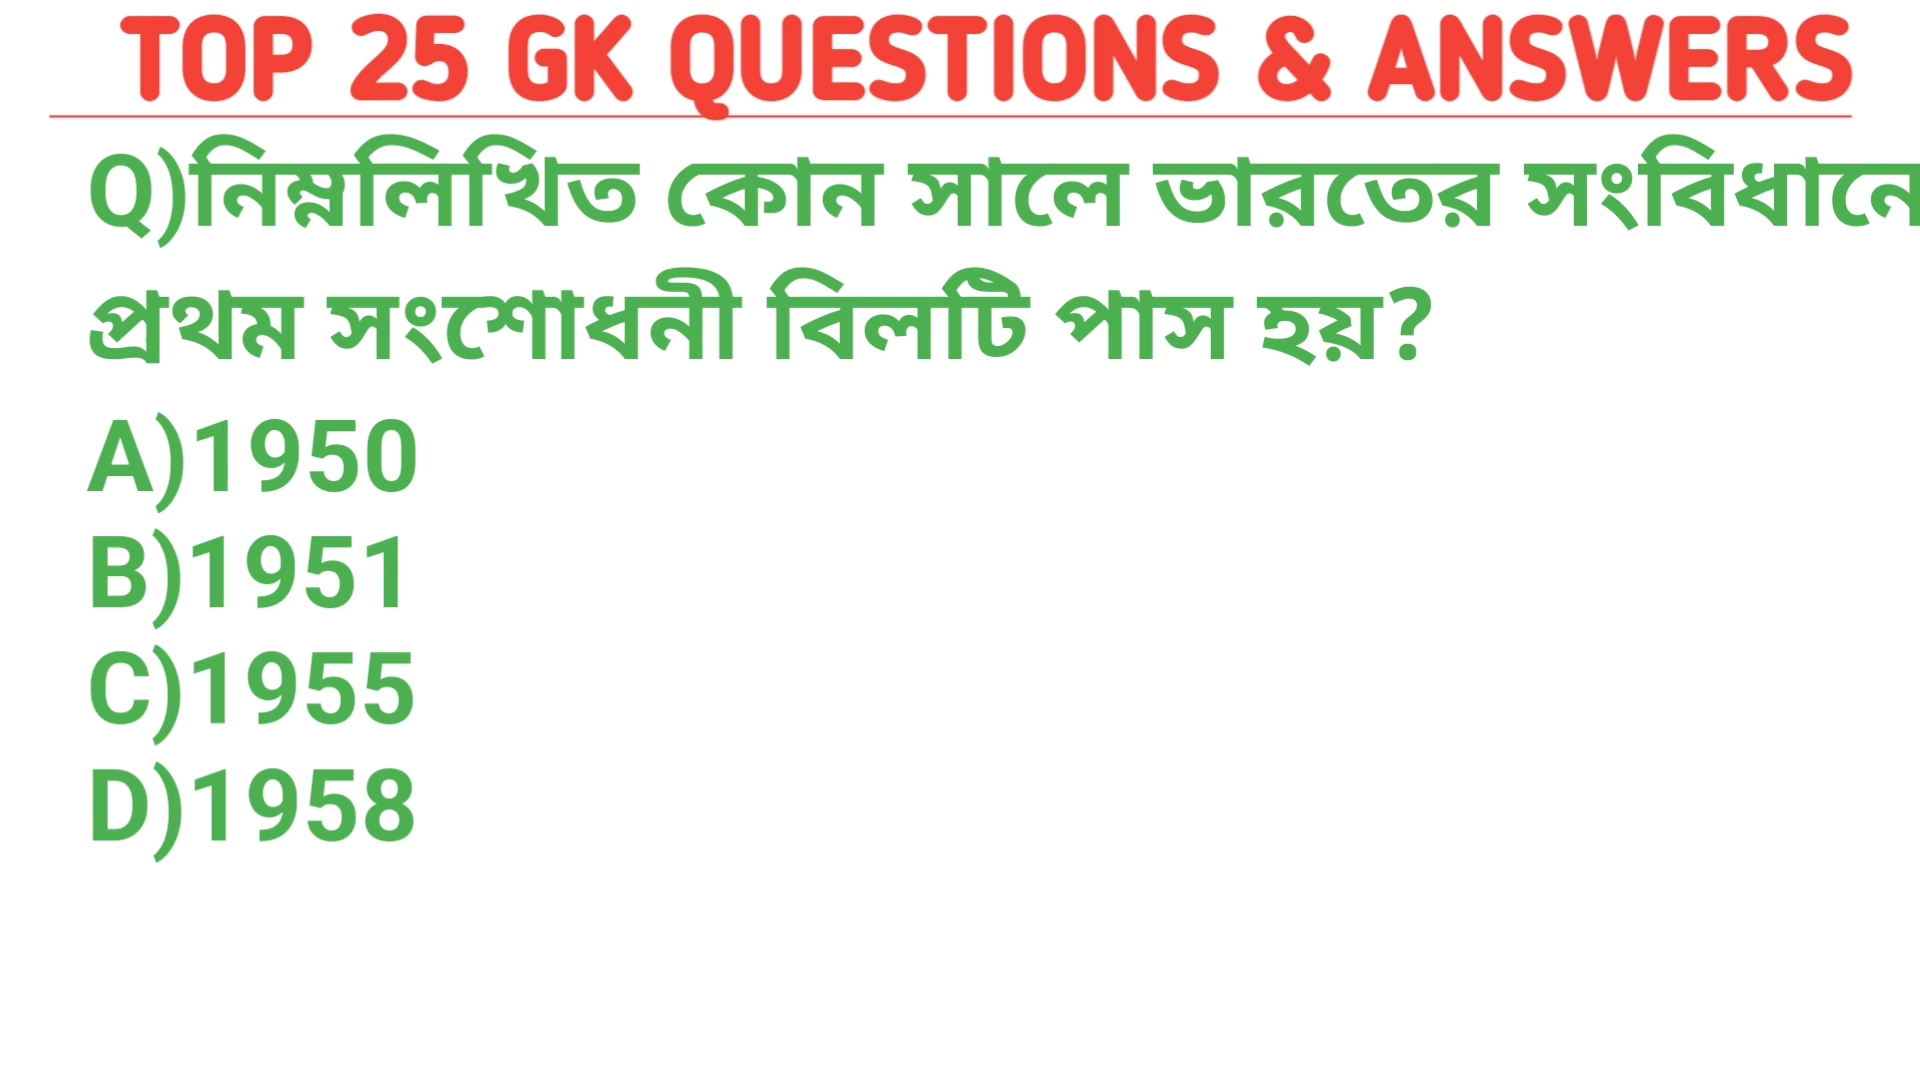 TOP 25 GK QUESTIONS & ANSWERS
Q)নিম্নলিখিত কোন সালে ভারতের সংবিধানে
প্রথম সংশোধনী বিলটি পাস হয়?
A)1950
B)1951
C)1955
D)1958